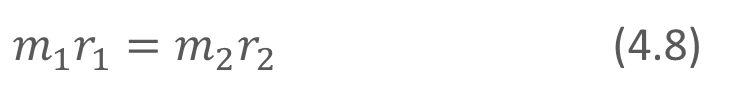 m₁r₁ = m₂r₂ (4.8)